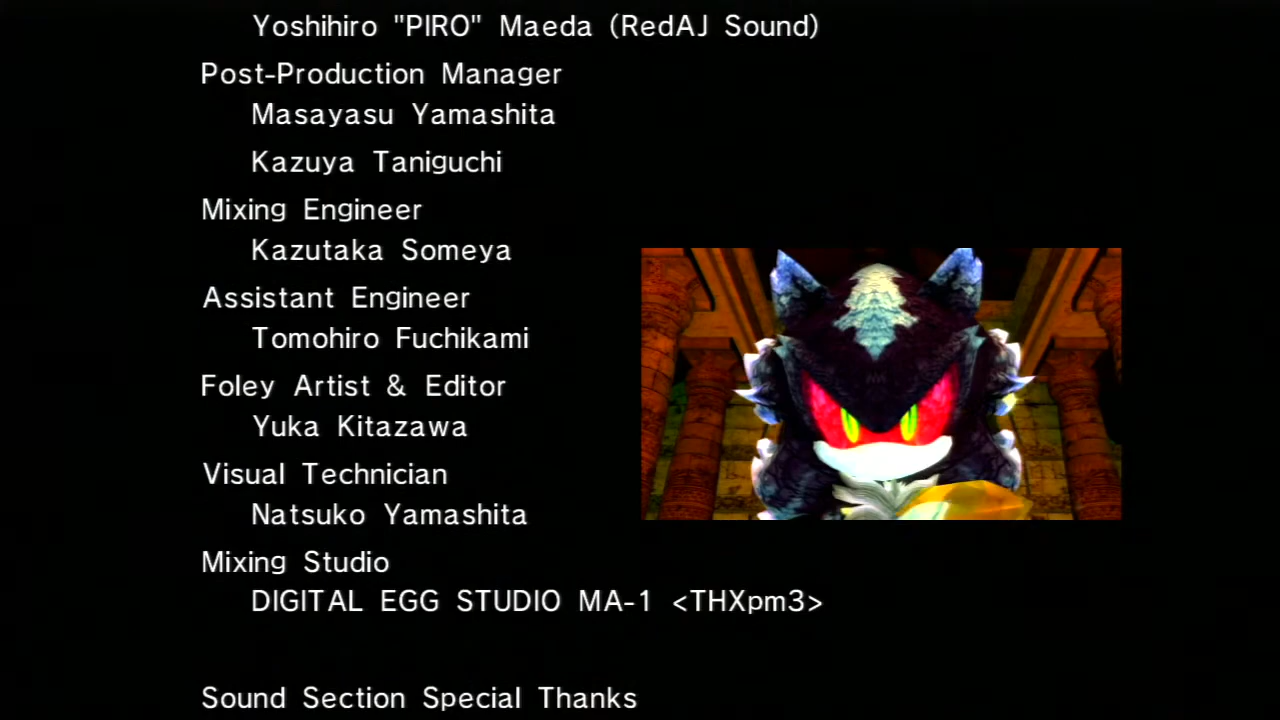 Yoshihiro "PIRO" Maeda (RedAJ Sound)
Post-Production Manager
Masayasu Yamashita
Kazuya Taniguchi
Mixing Engineer
Kazutaka Someya
Assistant Engineer
Tomohiro Fuchikami
Foley Artist & Editor
Yuka Kitazawa
Visual Technician
Natsuko Yamashita
Mixing Studio
DIGITAL EGG STUDIO MA-1 <THXpm3>
Sound Section Special Thanks